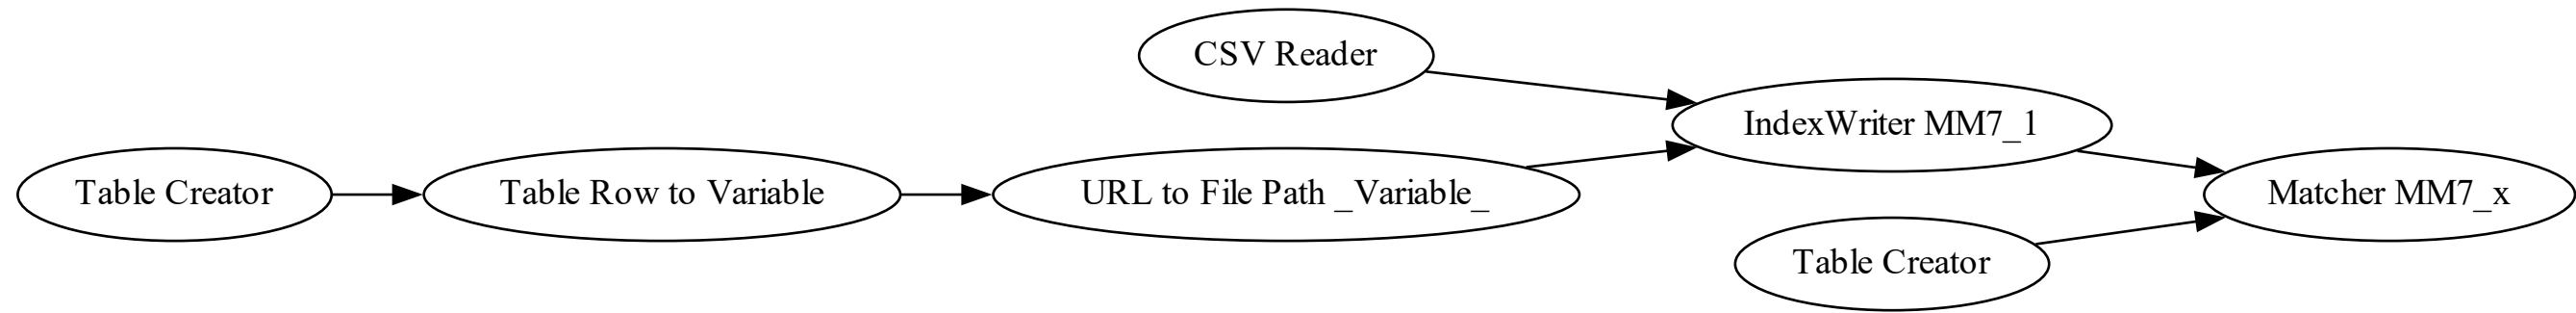 CSV Reader
IndexWriter MM7_1
Table Creator
Table Row to Variable
URL to File Path _Variable_
Matcher MM7_x
Table Creator